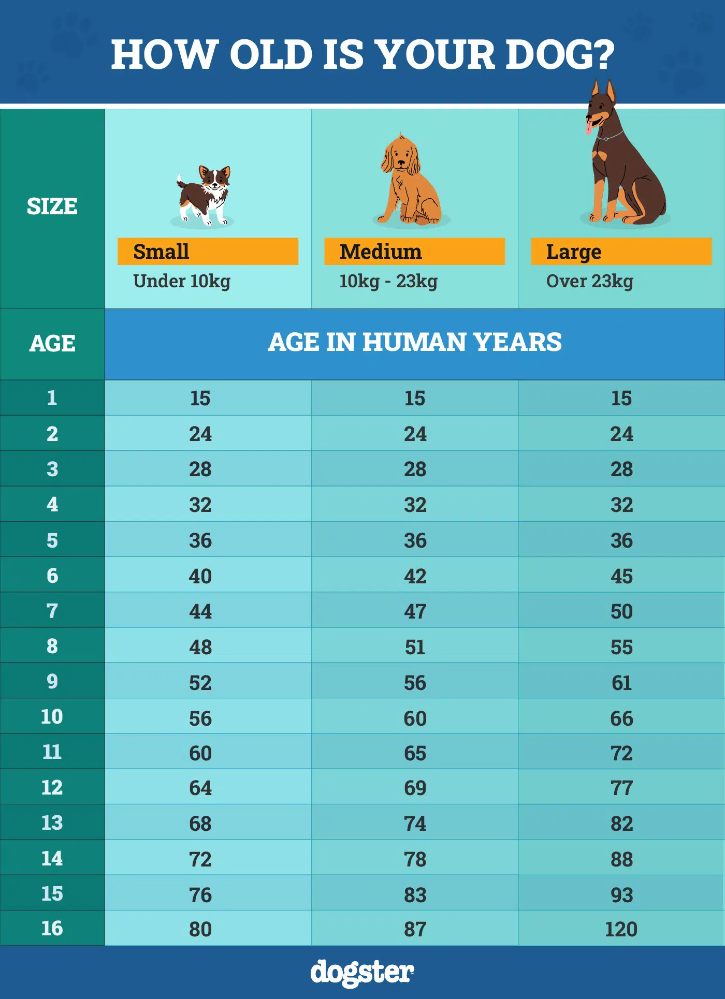 HOW OLD IS YOUR DOG?
SIZE
Small
Under 10kg
Medium
10kg - 23kg
Large
Over 23kg
AGE AGE IN HUMAN YEARS
1 15 15 15
2 24 24 24
3 28 28 28
4 32 32 32
5 36 36 36
6 40 42 45
7 44 47 50
8 48 51 55
9 52 56 61
10 56 60 66
11 60 65 72
12 64 69 77
13 68 74 82
14 72 78 88
15 76 83 93
16 80 87 120
dogster™